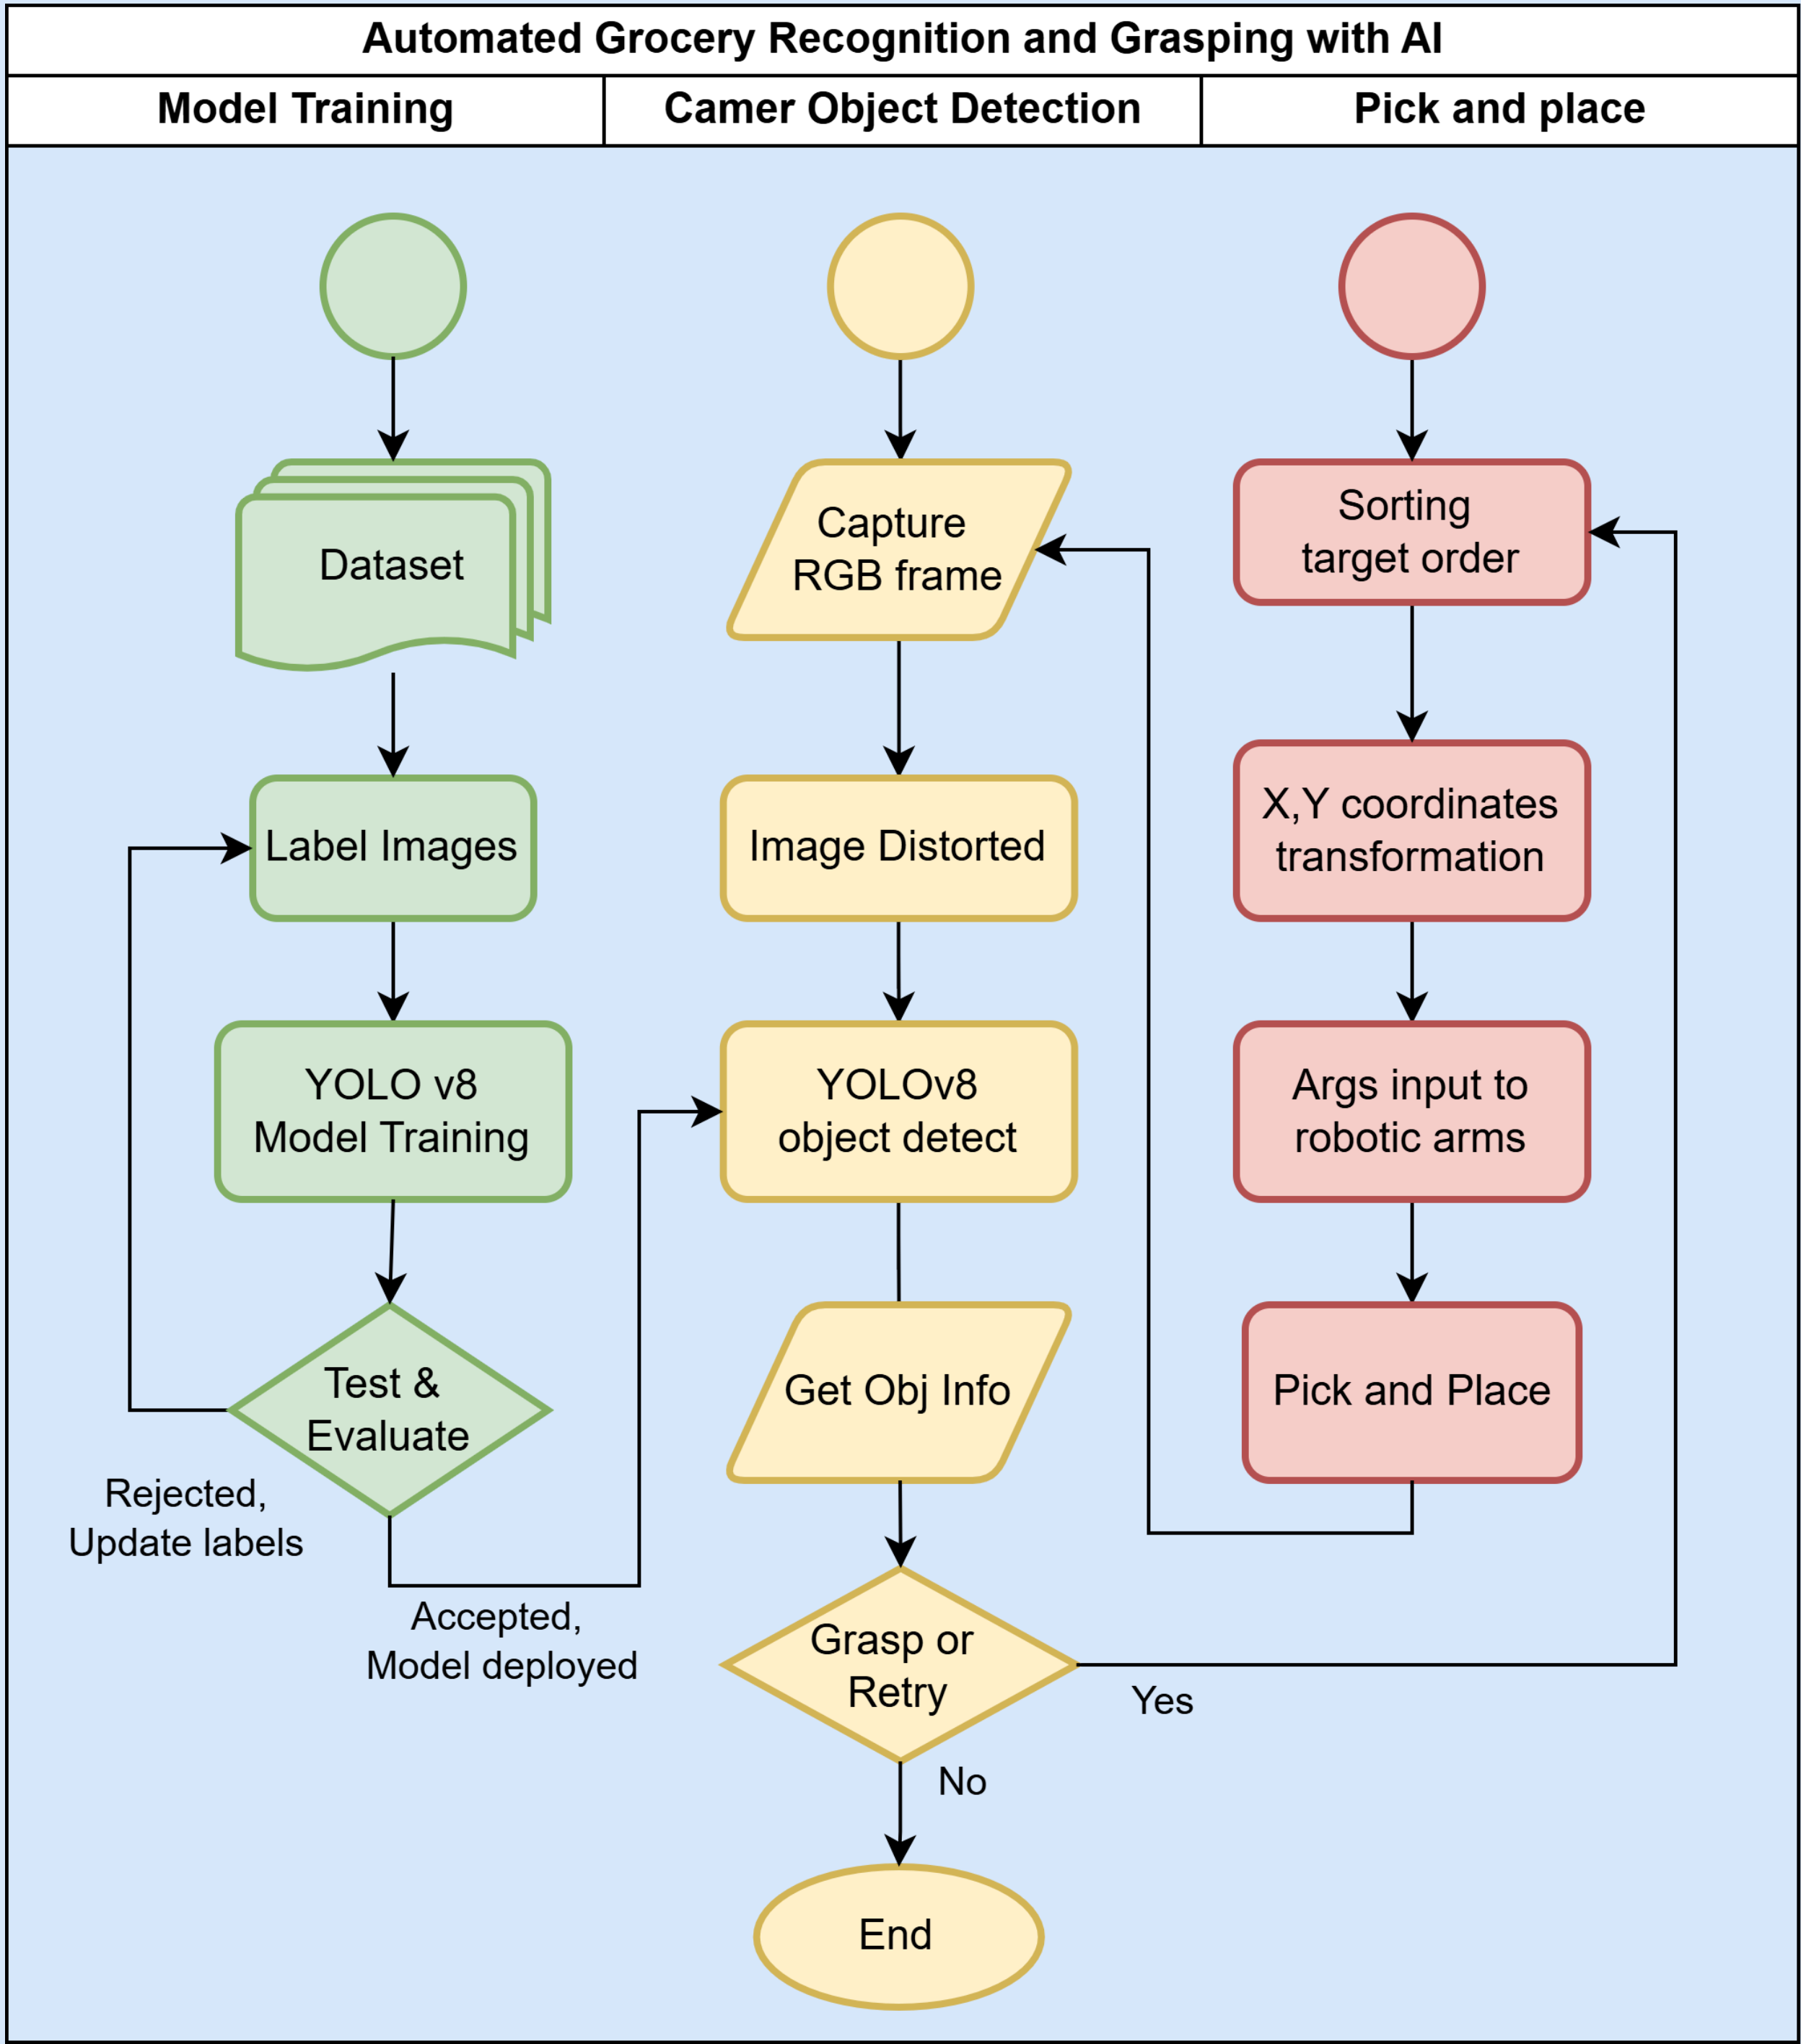 Automated Grocery Recognition and Grasping with AI
Model Training
Camer Object Detection
Pick and place
Dataset
Label Images
YOLO v8
Model Training
Test &
Evaluate
Rejected,
Update labels
Accepted,
Model deployed
Capture
RGB frame
Image Distorted
YOLOv8
object detect
Get Obj Info
Grasp or
Retry
Yes
No
End
Sorting
target order
X,Y coordinates
transformation
Args input to
robotic arms
Pick and Place